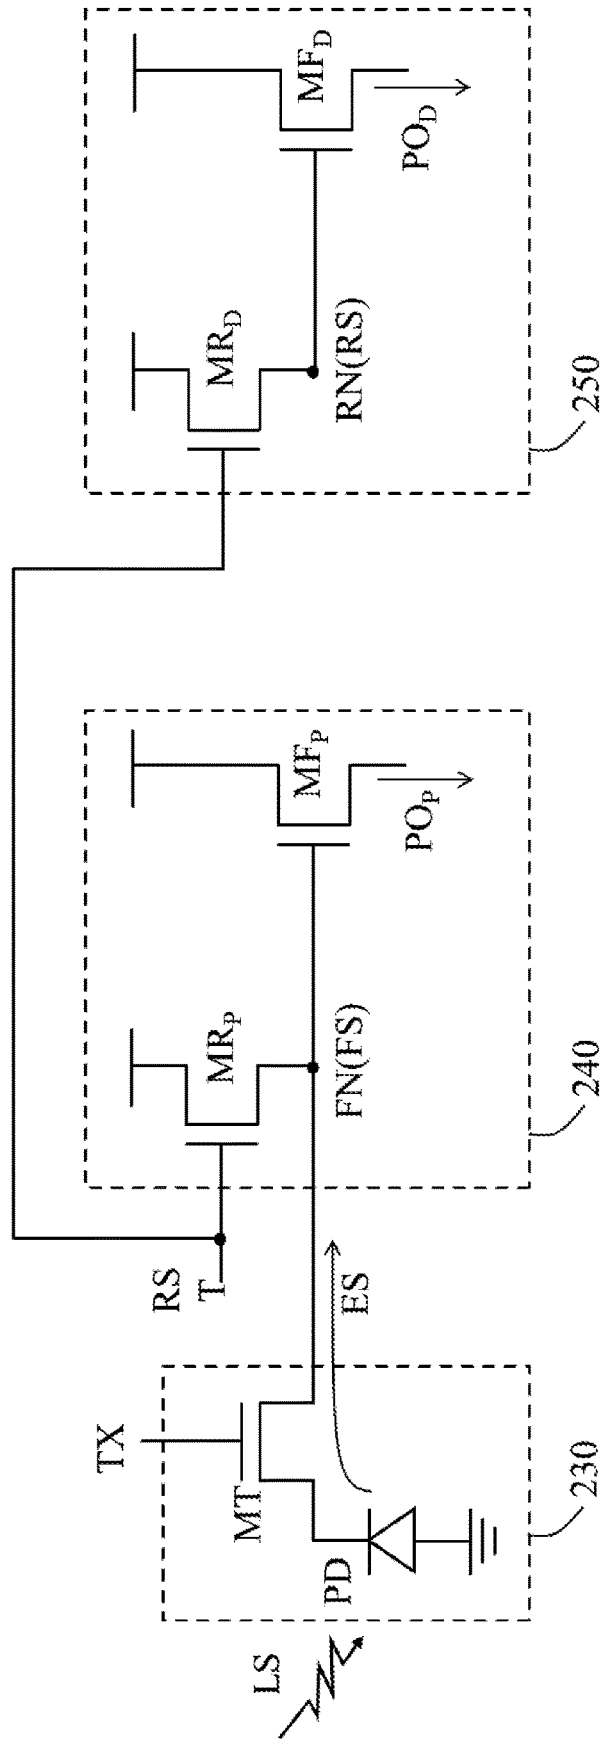 LS
PD
MT
TX
230
ES
RS
T
MR_P
FN(FS)
MF_P
PO_P
240
MR_D
RN(RS)
MF_D
PO_D
250